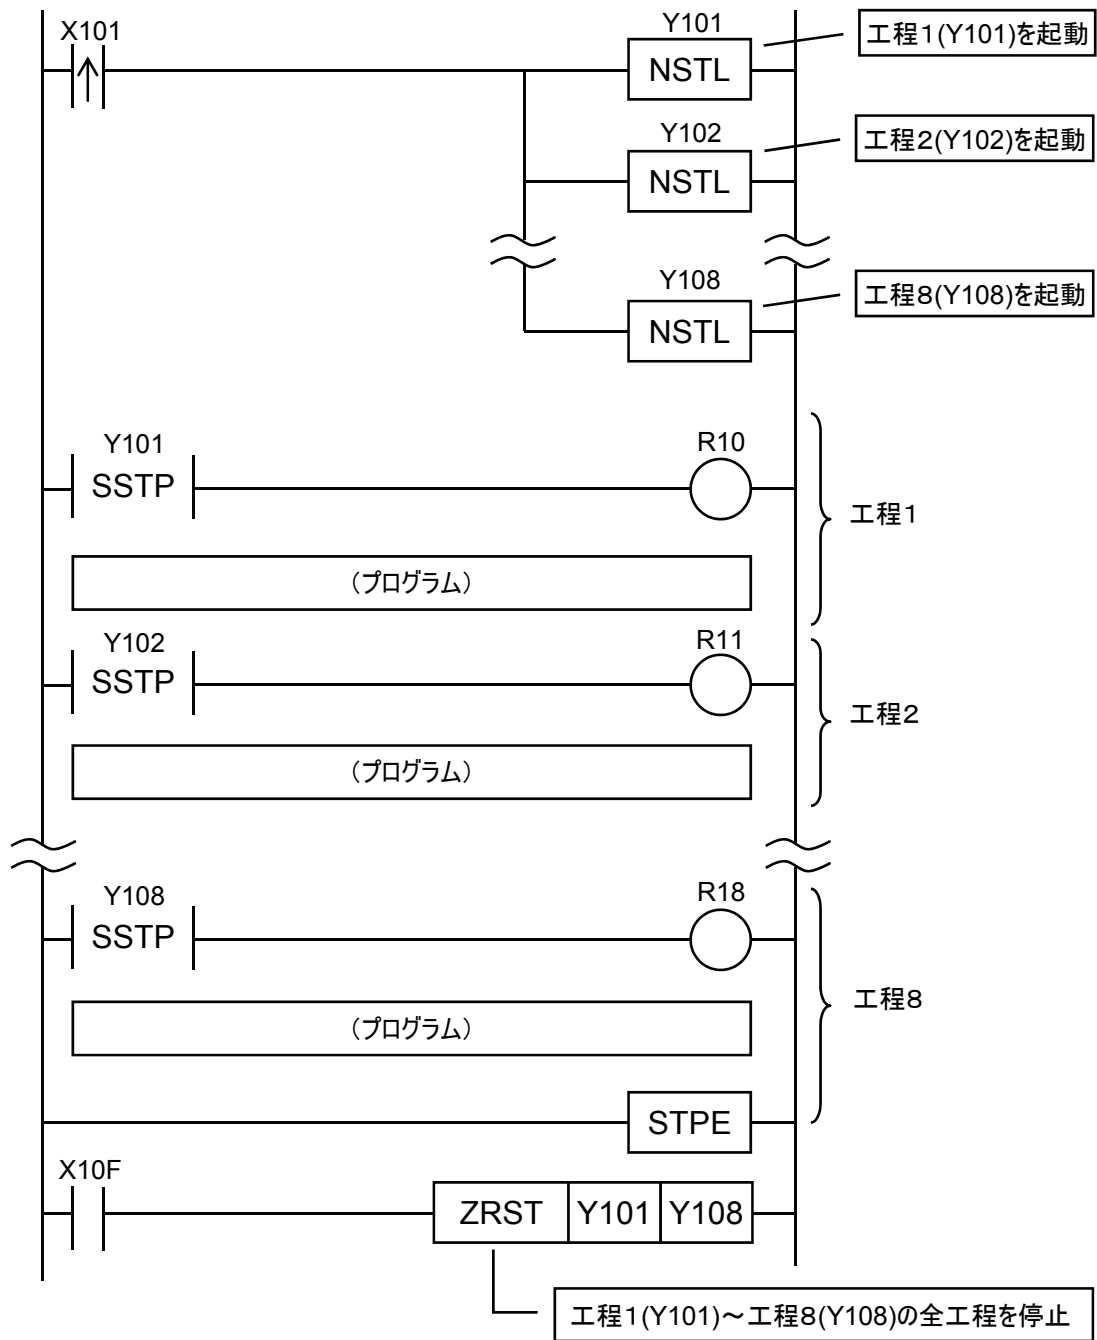 X101
Y101
NSTL
工程1(Y101)を起動
Y102
NSTL
工程2(Y102)を起動
Y108
NSTL
工程8(Y108)を起動
Y101
SSTP
R10
工程1
(プログラム)
Y102
SSTP
R11
工程2
(プログラム)
Y108
SSTP
R18
工程8
(プログラム)
STPE
X10F
ZRST Y101 Y108
工程1(Y101)～工程8(Y108)の全工程を停止